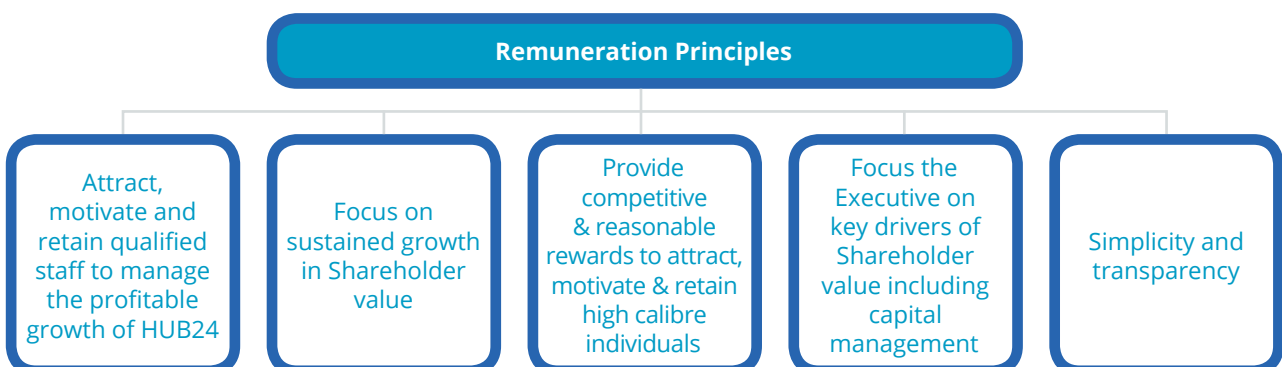 Remuneration Principles
Attract,
motivate and
retain qualified
staff to manage
the profitable
growth of HUB24
Focus on
sustained growth
in Shareholder
value
Provide
competitive
& reasonable
rewards to attract,
motivate & retain
high calibre
individuals
Focus the
Executive on
key drivers of
Shareholder
value including
capital
management
Simplicity and
transparency